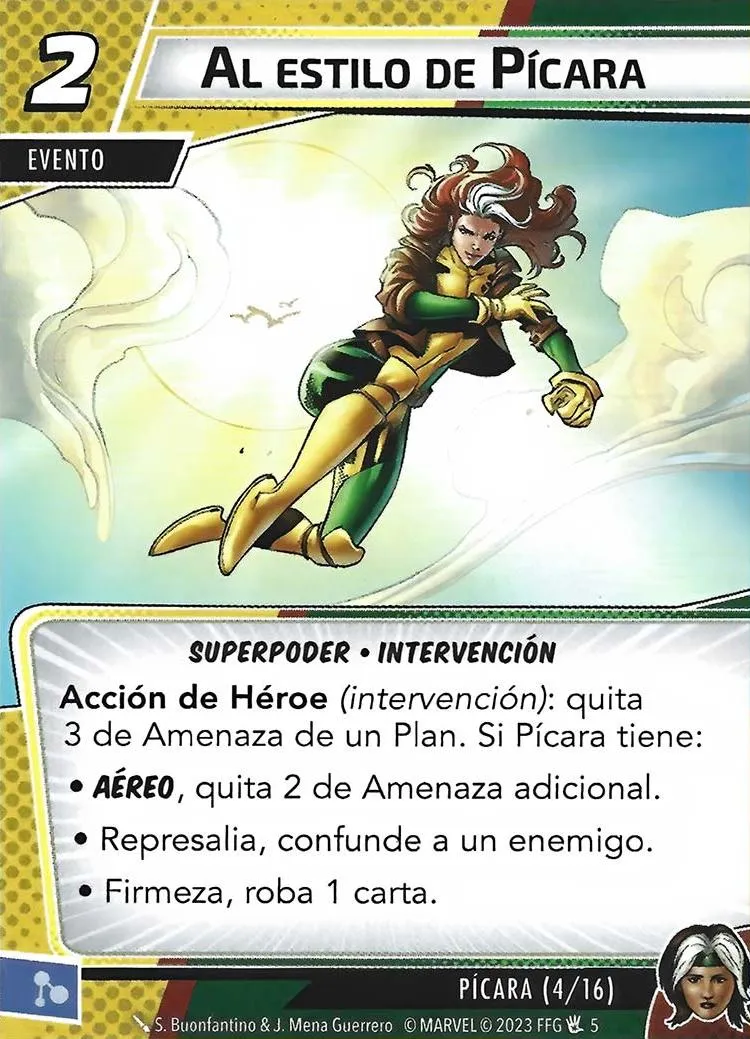 2
AL ESTILO DE PÍCARA
EVENTO
SUPERPODER • INTERVENCIÓN
Acción de Héroe (intervención): quita
3 de Amenaza de un Plan. Si Pícara tiene:
• AÉREO, quita 2 de Amenaza adicional.
• Represalia, confunde a un enemigo.
• Firmeza, roba 1 carta.
PÍCARA (4/16)
S. Buonfantino & J. Mena Guerrero © MARVEL © 2023 FFG 5